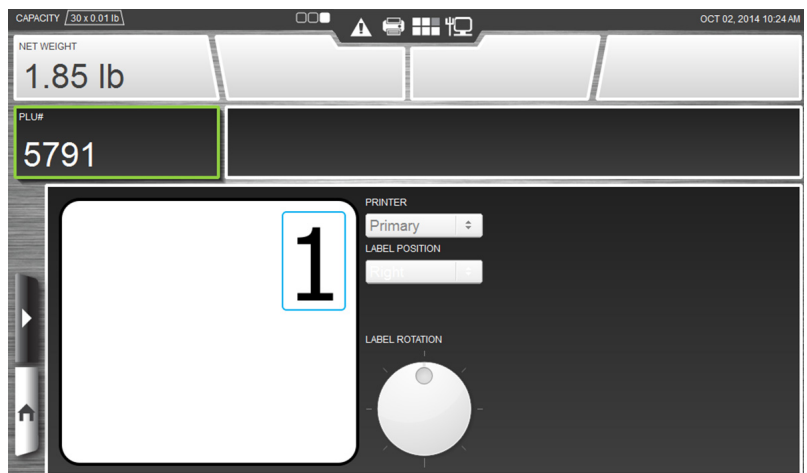 CAPACITY 30 x 0.01 lb
OCT 02, 2014 10:24 AM
NET WEIGHT
1.85 lb
PLU#
5791
1
PRINTER
Primary
LABEL POSITION
Right
LABEL ROTATION